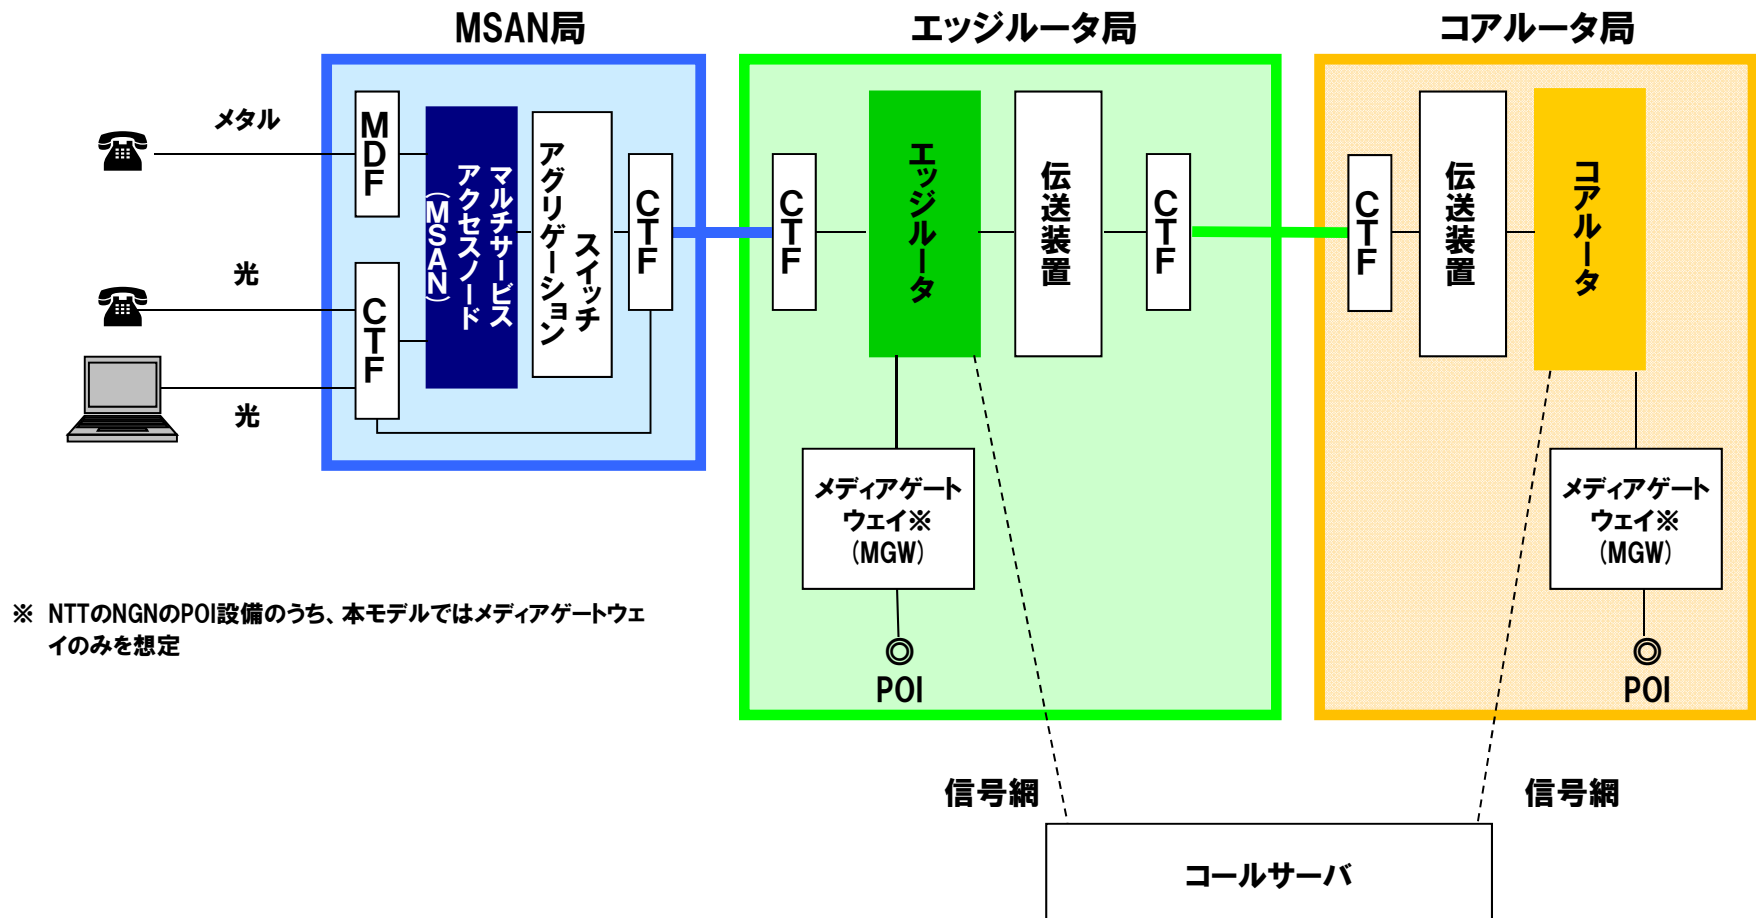 MSAN局
エッジルータ局
コアルータ局
メタル
光
光
MDF
CTF
マルチサービス
アクセスノード
(MSAN)
アグリゲーション
スイッチ
CTF
CTF
エッジルータ
伝送装置
CTF
CTF
伝送装置
コアルータ
メディアゲート
ウェイ※
(MGW)
POI
メディアゲート
ウェイ※
(MGW)
POI
※ NTTのNGNのPOI設備のうち、本モデルではメディアゲートウェ
イのみを想定
信号網
信号網
コールサーバ